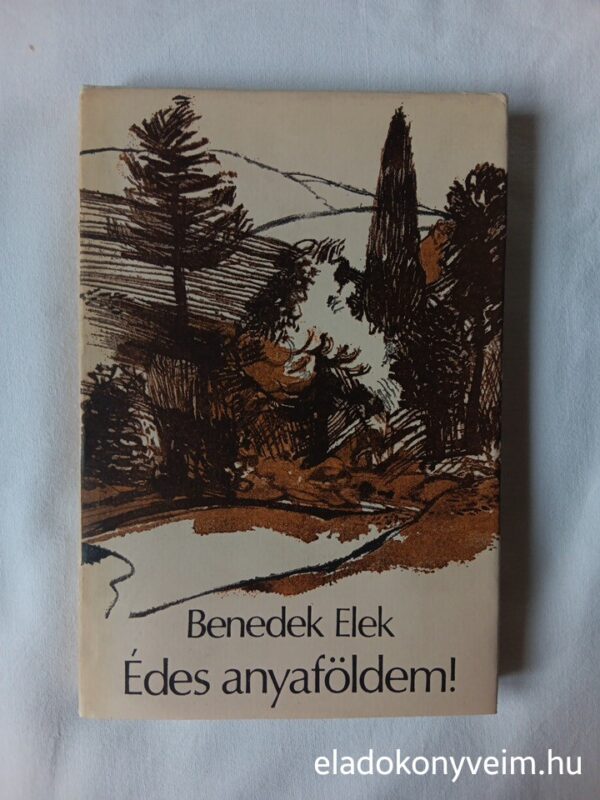 Benedek Elek
Édes anyaföldem!
eladokonyveim.hu